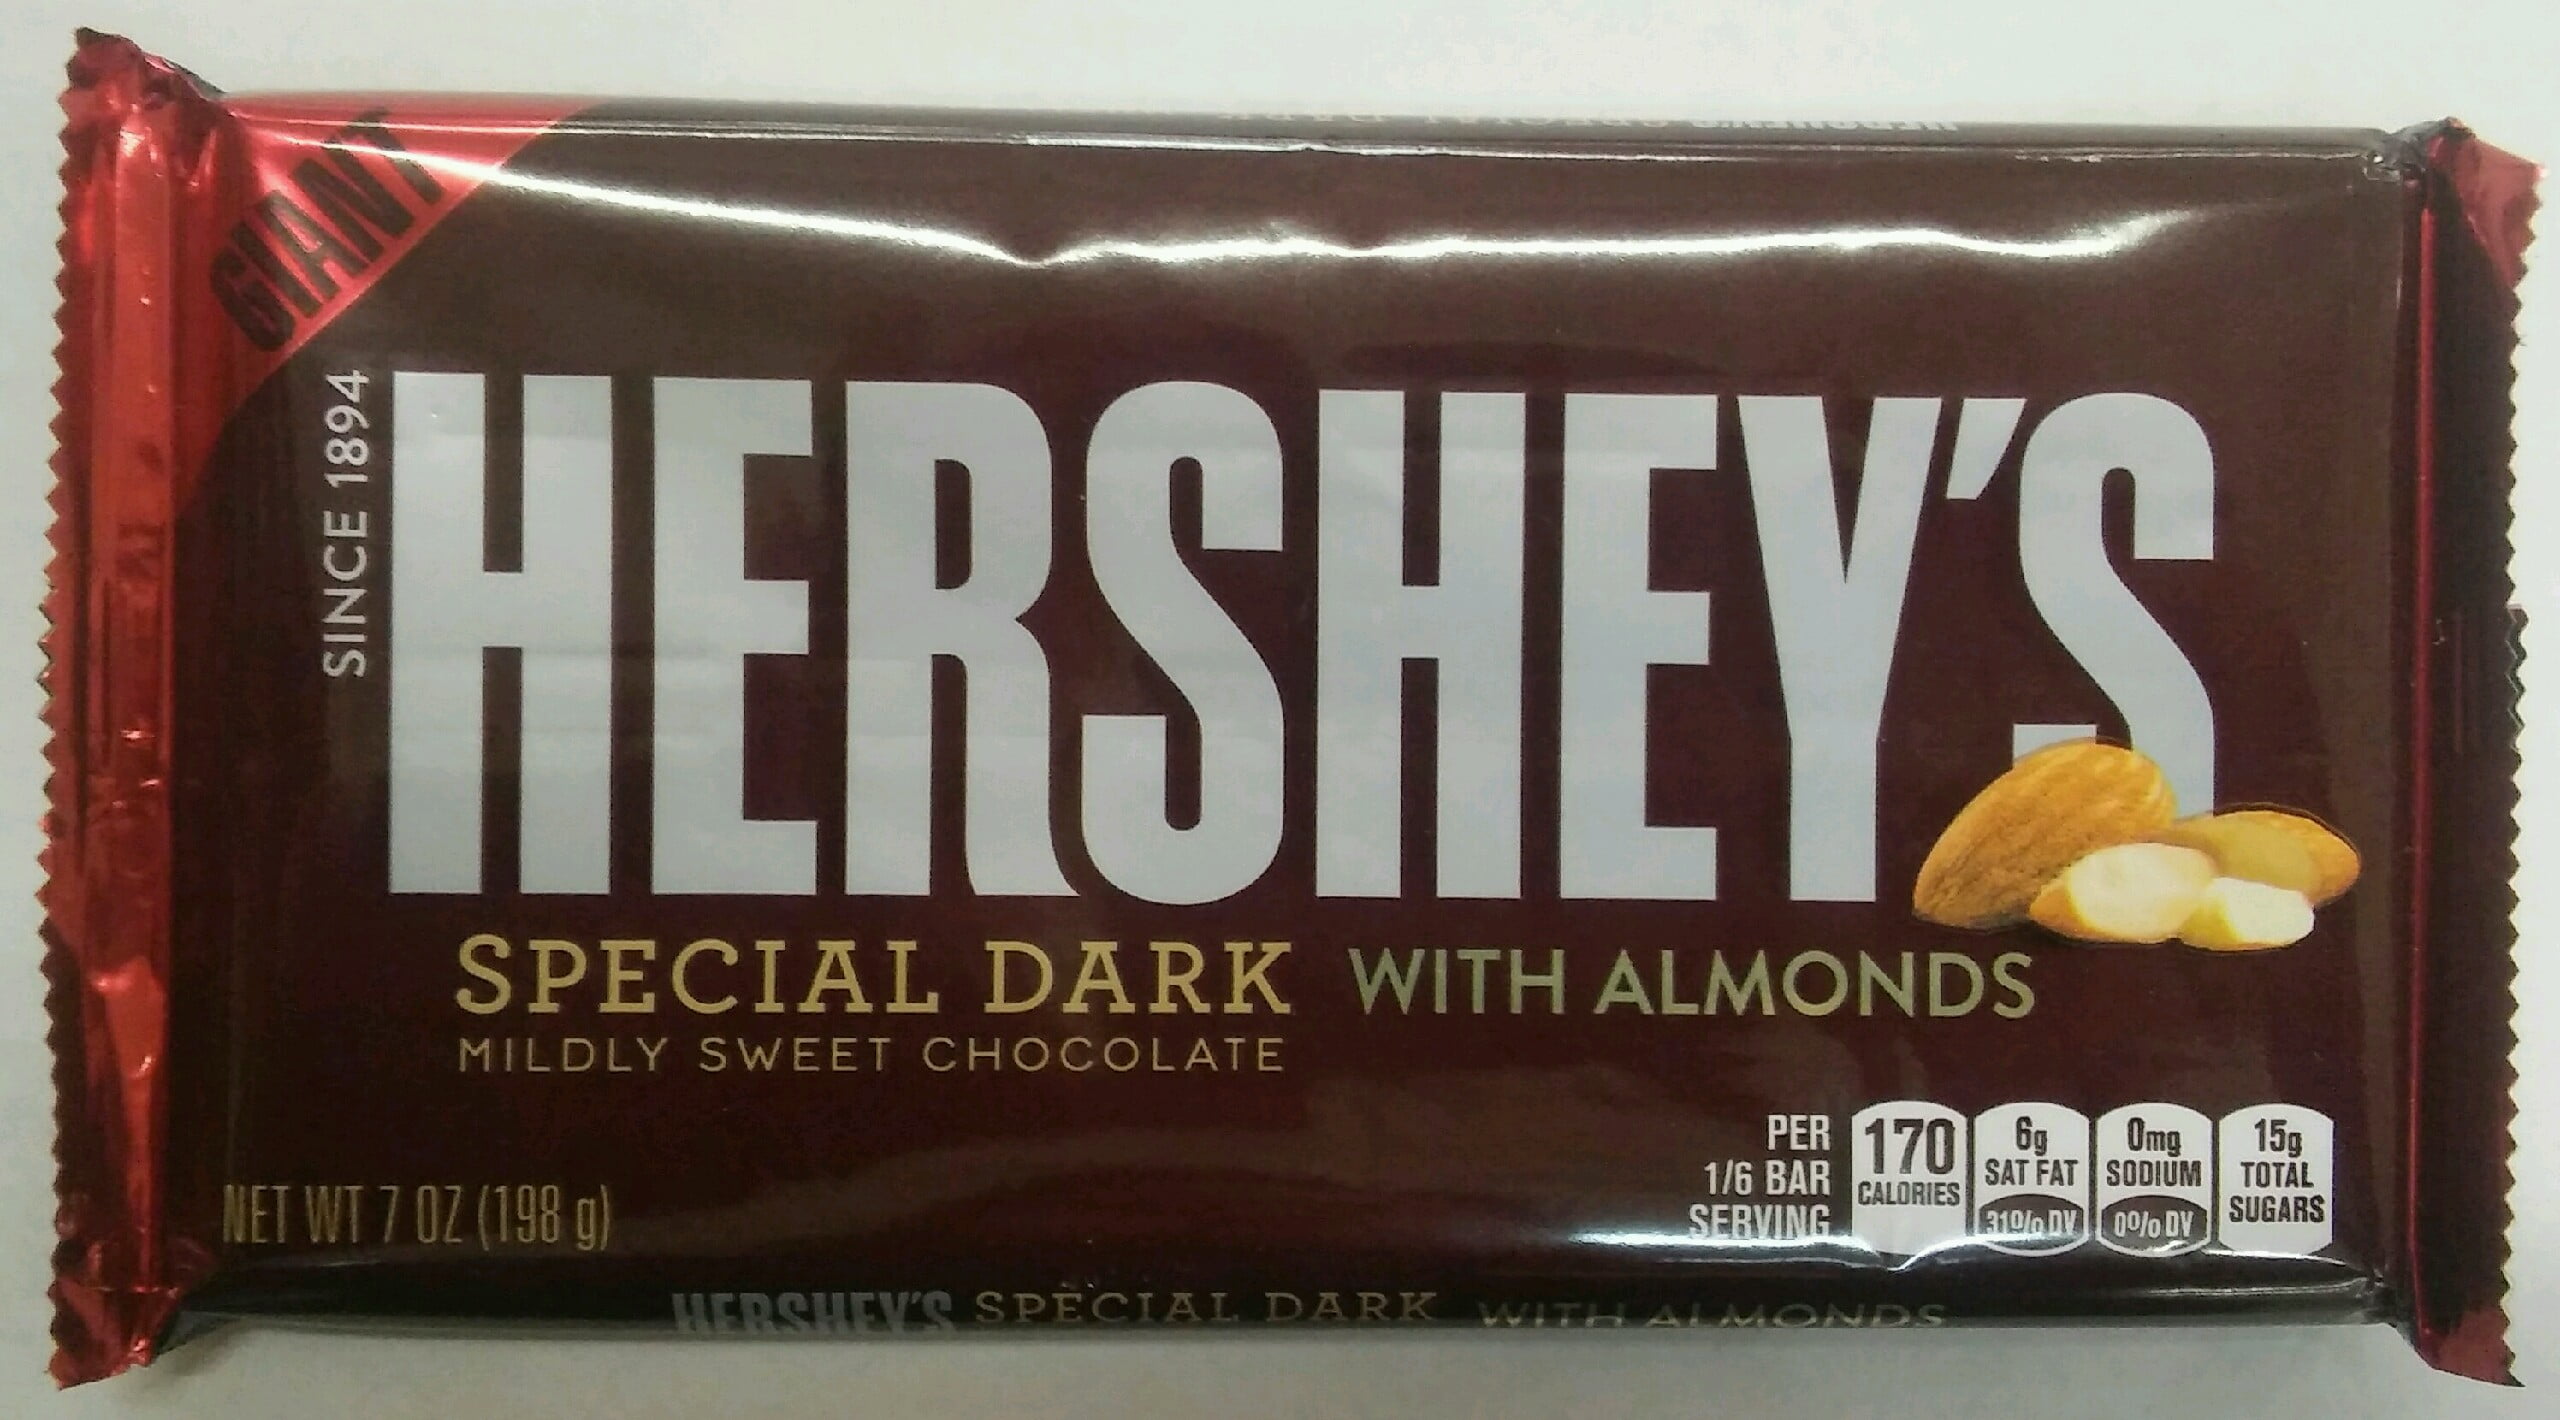 GIANT
SINCE 1894
HERSHEY'S
SPECIAL DARK WITH ALMONDS
MILDLY SWEET CHOCOLATE
PER
1/6 BAR
SERVING
170
CALORIES
6g
SAT FAT
31% DV
0mg
SODIUM
0% DV
15g
TOTAL
SUGARS
NET WT 7 OZ (198 g)
HERSHEY'S SPECIAL DARK WITH ALMONDS